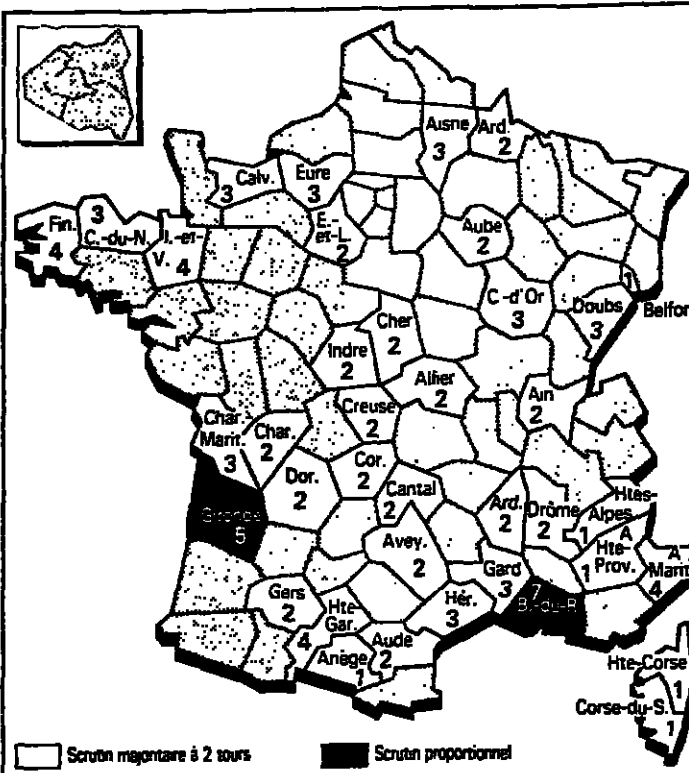 Aisne
3
Ard.
2
Calv.
3
Eure
3
Fin.
4
3
C.-du-N.
I.-et-
V.
4
E.-
et-L.
2
Aube
2
C.-d'Or
3
1
Belfor
Doubs
3
Cher
2
Indre
2
Allier
2
Ain
2
Creuse
2
Char.
Marit.
3
Char.
2
Dor.
2
Cor.
2
Cantal
2
Ard.
2
Drôme
2
Htes-
Alpes
1
Gironde
5
Avey.
2
Gard
3
7
B.-du-R.
A
Hte-
Prov.
1
A
Marit
4
Gers
2
Hte-
Gar.
4
Hér.
3
Aude
2
Ariège
1
Hte-Corse
1
Corse-du-S.
1
Scrutin majoritaire à 2 tours
Scrutin proportionnel